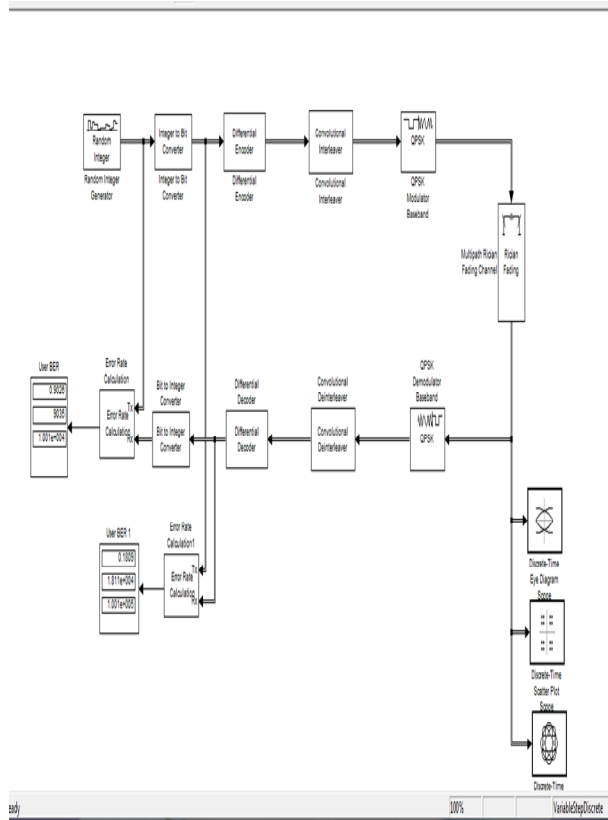 Random
Integer
Random Integer
Generator
Integer to Bit
Converter
Integer to Bit
Converter
Differential
Encoder
Differential
Encoder
Convolutional
Interleaver
Convolutional
Interleaver
QPSK
QPSK
Modulator
Baseband
Multipath Rician
Fading Channel
Rician
Fading
User BER
0.9026
9035
1.001e+004
Error Rate
Calculation
Tx
Error Rate
Calculation
Rx
Bit to Integer
Converter
Bit to Integer
Converter
Differential
Decoder
Differential
Decoder
Convolutional
Deinterleaver
Convolutional
Deinterleaver
QPSK
Demodulator
Baseband
QPSK
User BER 1
0.1809
1.811e+004
1.001e+005
Error Rate
Calculation1
Tx
Error Rate
Calculation
Rx
Discrete-Time
Eye Diagram
Scope
Discrete-Time
Scatter Plot
Scope
Discrete-Time
eady
100%
VariableStepDiscrete